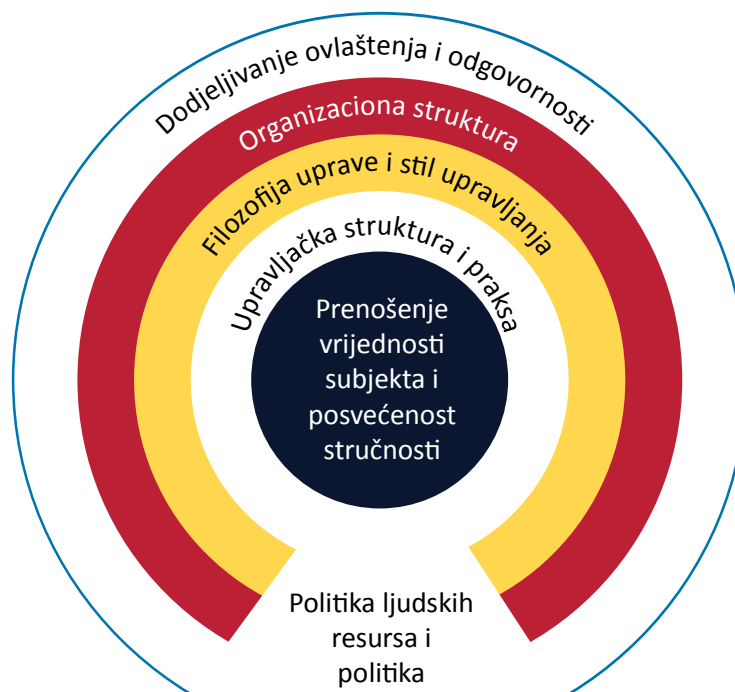 Dodjeljivanje ovlaštenja i odgovornosti
Organizaciona struktura
Filozofija uprave i stil upravljanja
Upravljačka struktura i praksa
Prenošenje
vrijednosti
subjekta i
posvećenost
stručnosti
Politika ljudskih
resursa i
politika